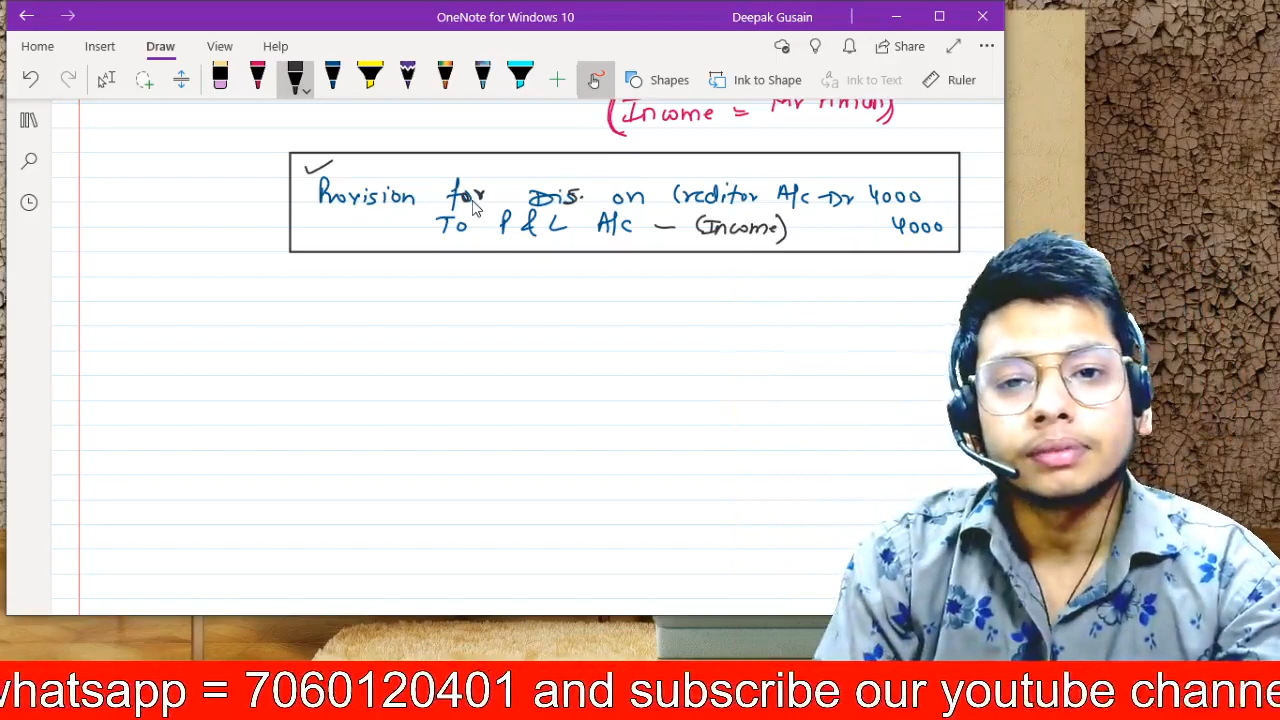 OneNote for Windows 10
Deepak Gusain
Home Insert Draw View Help
Share
Shapes Ink to Shape Ink to Text Ruler
(Income =
Provision for Dis. on Creditor A/c → Dr 4000
To P & L A/c — (Income) 4000
whatsapp = 7060120401 and subscribe our youtube channe